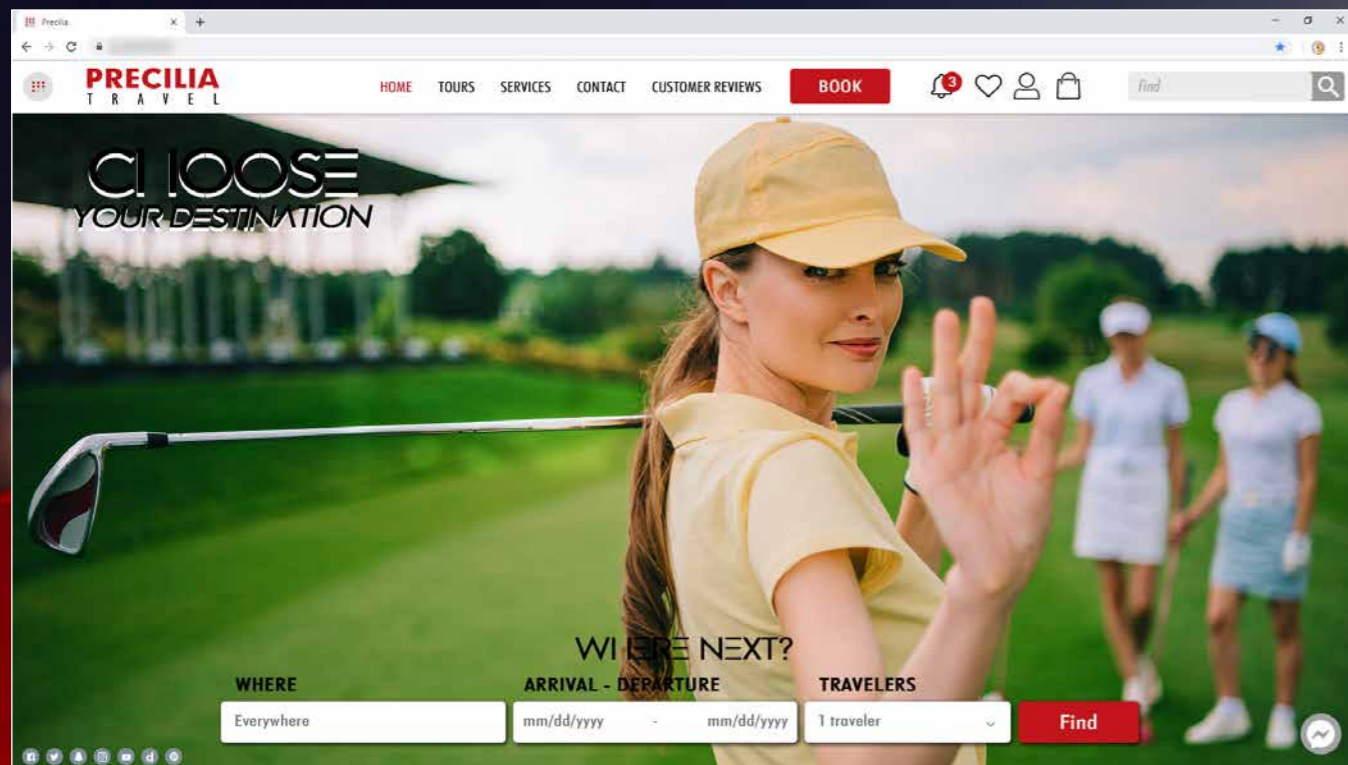 Precilia
PRECILIA
TRAVEL
HOME TOURS SERVICES CONTACT CUSTOMER REVIEWS BOOK 3 Find
CHOOSE
YOUR DESTINATION
WHERE NEXT?
WHERE ARRIVAL - DEPARTURE TRAVELERS
Everywhere mm/dd/yyyy - mm/dd/yyyy 1 traveler Find